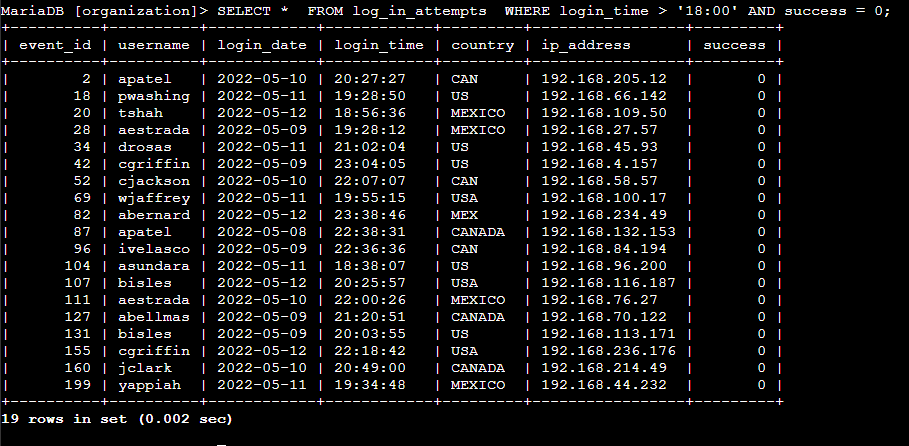 MariaDB [organization]> SELECT *  FROM log_in_attempts  WHERE login_time > '18:00' AND success = 0;
+----------+----------+------------+------------+---------+-----------------+---------+
| event_id | username | login_date | login_time | country | ip_address      | success |
+----------+----------+------------+------------+---------+-----------------+---------+
|        2 | apatel   | 2022-05-10 | 20:27:27   | CAN     | 192.168.205.12  |       0 |
|       18 | pwashing | 2022-05-11 | 19:28:50   | US      | 192.168.66.142  |       0 |
|       20 | tshah    | 2022-05-12 | 18:56:36   | MEXICO  | 192.168.109.50  |       0 |
|       28 | aestrada | 2022-05-09 | 19:28:12   | MEXICO  | 192.168.27.57   |       0 |
|       34 | drosas   | 2022-05-11 | 21:02:04   | US      | 192.168.45.93   |       0 |
|       42 | cgriffin | 2022-05-09 | 23:04:05   | US      | 192.168.4.157   |       0 |
|       52 | cjackson | 2022-05-10 | 22:07:07   | CAN     | 192.168.58.57   |       0 |
|       69 | wjaffrey | 2022-05-11 | 19:55:15   | USA     | 192.168.100.17  |       0 |
|       82 | abernard | 2022-05-12 | 23:38:46   | MEX     | 192.168.234.49  |       0 |
|       87 | apatel   | 2022-05-08 | 22:38:31   | CANADA  | 192.168.132.153 |       0 |
|       96 | ivelasco | 2022-05-09 | 22:36:36   | CAN     | 192.168.84.194  |       0 |
|      104 | asundara | 2022-05-11 | 18:38:07   | US      | 192.168.96.200  |       0 |
|      107 | bisles   | 2022-05-12 | 20:25:57   | USA     | 192.168.116.187 |       0 |
|      111 | aestrada | 2022-05-10 | 22:00:26   | MEXICO  | 192.168.76.27   |       0 |
|      127 | abellmas | 2022-05-09 | 21:20:51   | CANADA  | 192.168.70.122  |       0 |
|      131 | bisles   | 2022-05-09 | 20:03:55   | US      | 192.168.113.171 |       0 |
|      155 | cgriffin | 2022-05-12 | 22:18:42   | USA     | 192.168.236.176 |       0 |
|      160 | jclark   | 2022-05-10 | 20:49:00   | CANADA  | 192.168.214.49  |       0 |
|      199 | yappiah  | 2022-05-11 | 19:34:48   | MEXICO  | 192.168.44.232  |       0 |
+----------+----------+------------+------------+---------+-----------------+---------+
19 rows in set (0.002 sec)